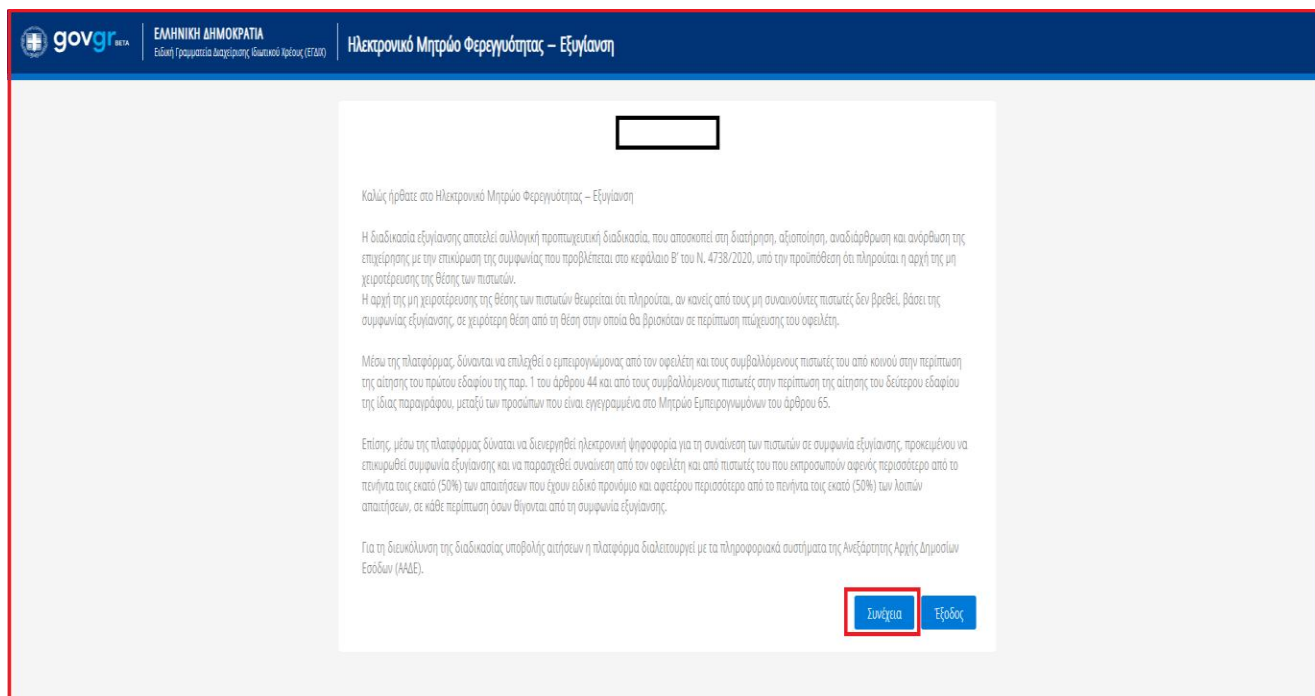 govgr BETA
ΕΛΛΗΝΙΚΗ ΔΗΜΟΚΡΑΤΙΑ
Ειδική Γραμματεία Διαχείρισης Ιδιωτικού Χρέους (ΕΓΔΙΧ)
Ηλεκτρονικό Μητρώο Φερεγγυότητας – Εξυγίανση
Καλώς ήρθατε στο Ηλεκτρονικό Μητρώο Φερεγγυότητας – Εξυγίανση
Η διαδικασία εξυγίανσης αποτελεί συλλογική προπτωχευτική διαδικασία, που αποσκοπεί στη διατήρηση, αξιοποίηση, αναδιάρθρωση και ανόρθωση της
επιχείρησης με την επικύρωση της συμφωνίας που προβλέπεται στο κεφάλαιο Β' του Ν. 4738/2020, υπό την προϋπόθεση ότι πληρούται η αρχή της μη
χειροτέρευσης της θέσης των πιστωτών.
Η αρχή της μη χειροτέρευσης της θέσης των πιστωτών θεωρείται ότι πληρούται, αν κανείς από τους μη συναινούντες πιστωτές δεν βρεθεί, βάσει της
συμφωνίας εξυγίανσης, σε χειρότερη θέση από τη θέση στην οποία θα βρισκόταν σε περίπτωση πτώχευσης του οφειλέτη.
Μέσω της πλατφόρμας, δύνανται να επιλεχθεί ο εμπειρογνώμονας από τον οφειλέτη και τους συμβαλλόμενους πιστωτές του από κοινού στην περίπτωση
της αίτησης του πρώτου εδαφίου της παρ. 1 του άρθρου 44 και από τους συμβαλλόμενους πιστωτές στην περίπτωση της αίτησης του δεύτερου εδαφίου
της ίδιας παραγράφου, μεταξύ των προσώπων που είναι εγγεγραμμένα στο Μητρώο Εμπειρογνωμόνων του άρθρου 65.
Επίσης, μέσω της πλατφόρμας δύναται να διενεργηθεί ηλεκτρονική ψηφοφορία για τη συναίνεση των πιστωτών σε συμφωνία εξυγίανσης, προκειμένου να
επικυρωθεί συμφωνία εξυγίανσης και να παρασχεθεί συναίνεση από τον οφειλέτη και από πιστωτές του που εκπροσωπούν αφενός περισσότερο από το
πενήντα τοις εκατό (50%) των απαιτήσεων που έχουν ειδικό προνόμιο και αφετέρου περισσότερο από το πενήντα τοις εκατό (50%) των λοιπών
απαιτήσεων, σε κάθε περίπτωση όσων θίγονται από τη συμφωνία εξυγίανσης.
Για τη διευκόλυνση της διαδικασίας υποβολής αιτήσεων η πλατφόρμα διαλειτουργεί με τα πληροφοριακά συστήματα της Ανεξάρτητης Αρχής Δημοσίων
Εσόδων (ΑΑΔΕ).
Συνέχεια Έξοδος